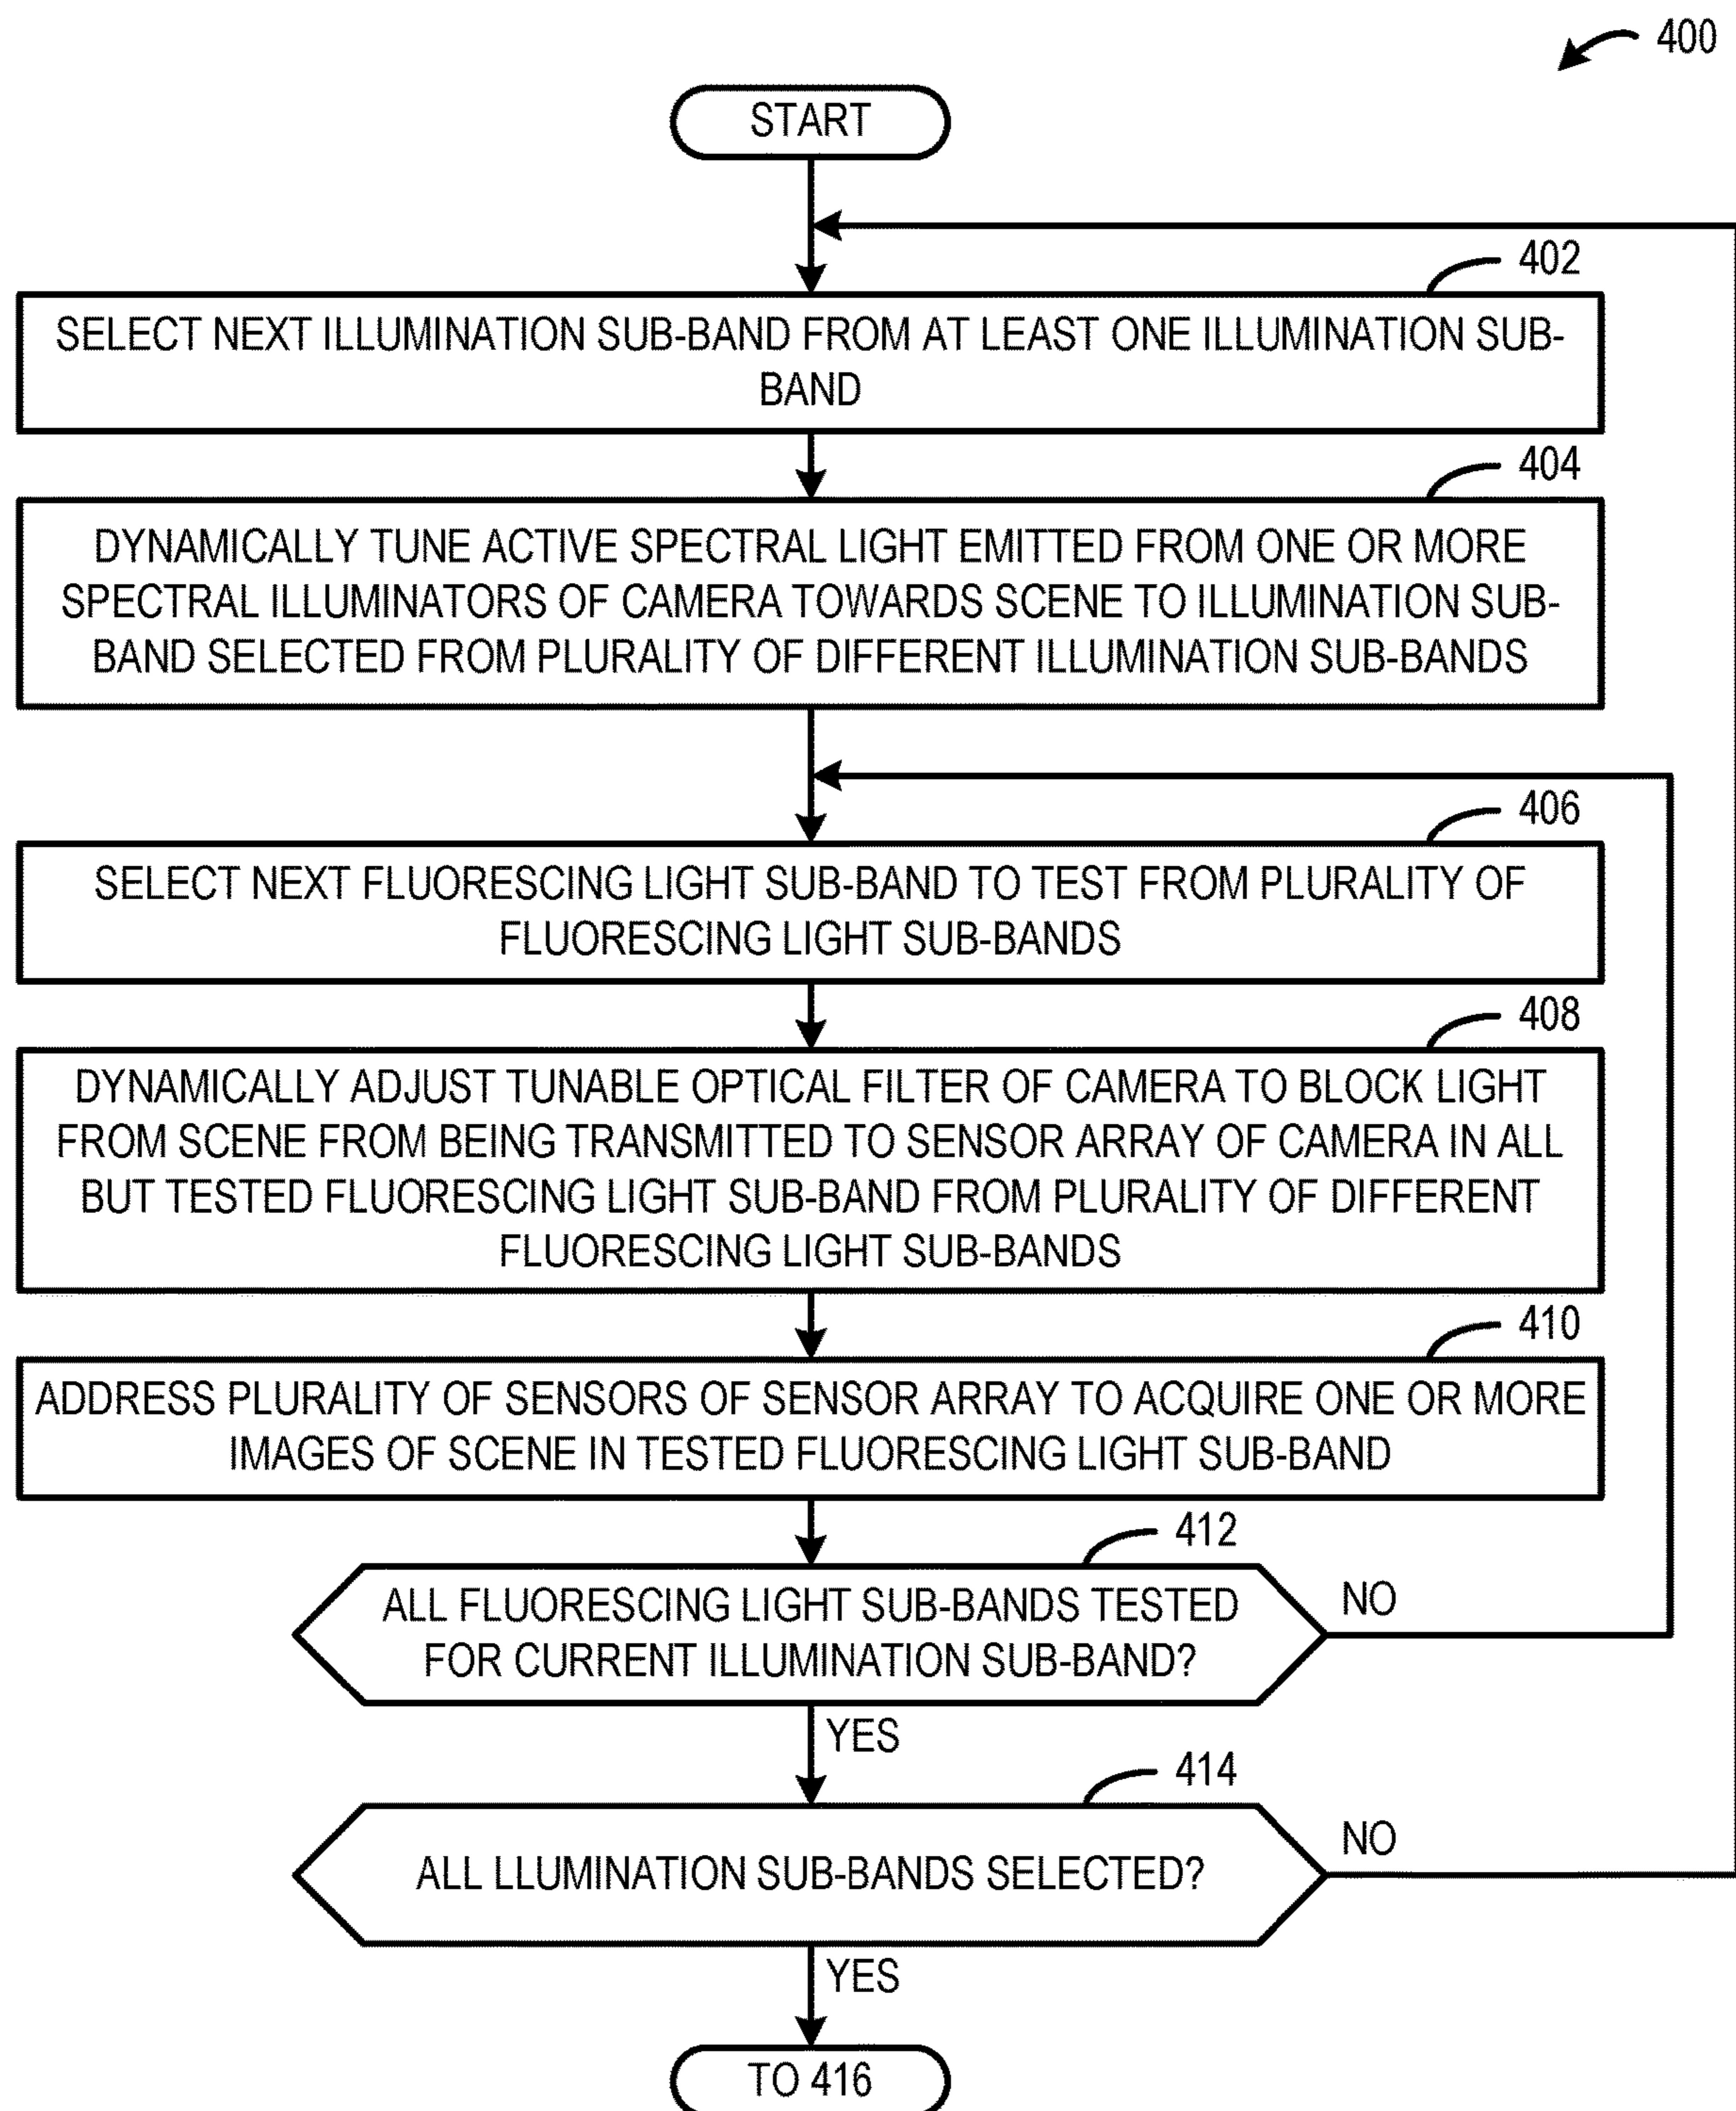 400
START
402
SELECT NEXT ILLUMINATION SUB-BAND FROM AT LEAST ONE ILLUMINATION SUB-
BAND
404
DYNAMICALLY TUNE ACTIVE SPECTRAL LIGHT EMITTED FROM ONE OR MORE
SPECTRAL ILLUMINATORS OF CAMERA TOWARDS SCENE TO ILLUMINATION SUB-
BAND SELECTED FROM PLURALITY OF DIFFERENT ILLUMINATION SUB-BANDS
406
SELECT NEXT FLUORESCING LIGHT SUB-BAND TO TEST FROM PLURALITY OF
FLUORESCING LIGHT SUB-BANDS
408
DYNAMICALLY ADJUST TUNABLE OPTICAL FILTER OF CAMERA TO BLOCK LIGHT
FROM SCENE FROM BEING TRANSMITTED TO SENSOR ARRAY OF CAMERA IN ALL
BUT TESTED FLUORESCING LIGHT SUB-BAND FROM PLURALITY OF DIFFERENT
FLUORESCING LIGHT SUB-BANDS
410
ADDRESS PLURALITY OF SENSORS OF SENSOR ARRAY TO ACQUIRE ONE OR MORE
IMAGES OF SCENE IN TESTED FLUORESCING LIGHT SUB-BAND
412
ALL FLUORESCING LIGHT SUB-BANDS TESTED
FOR CURRENT ILLUMINATION SUB-BAND?
NO
YES
414
ALL LLUMINATION SUB-BANDS SELECTED?
NO
YES
TO 416